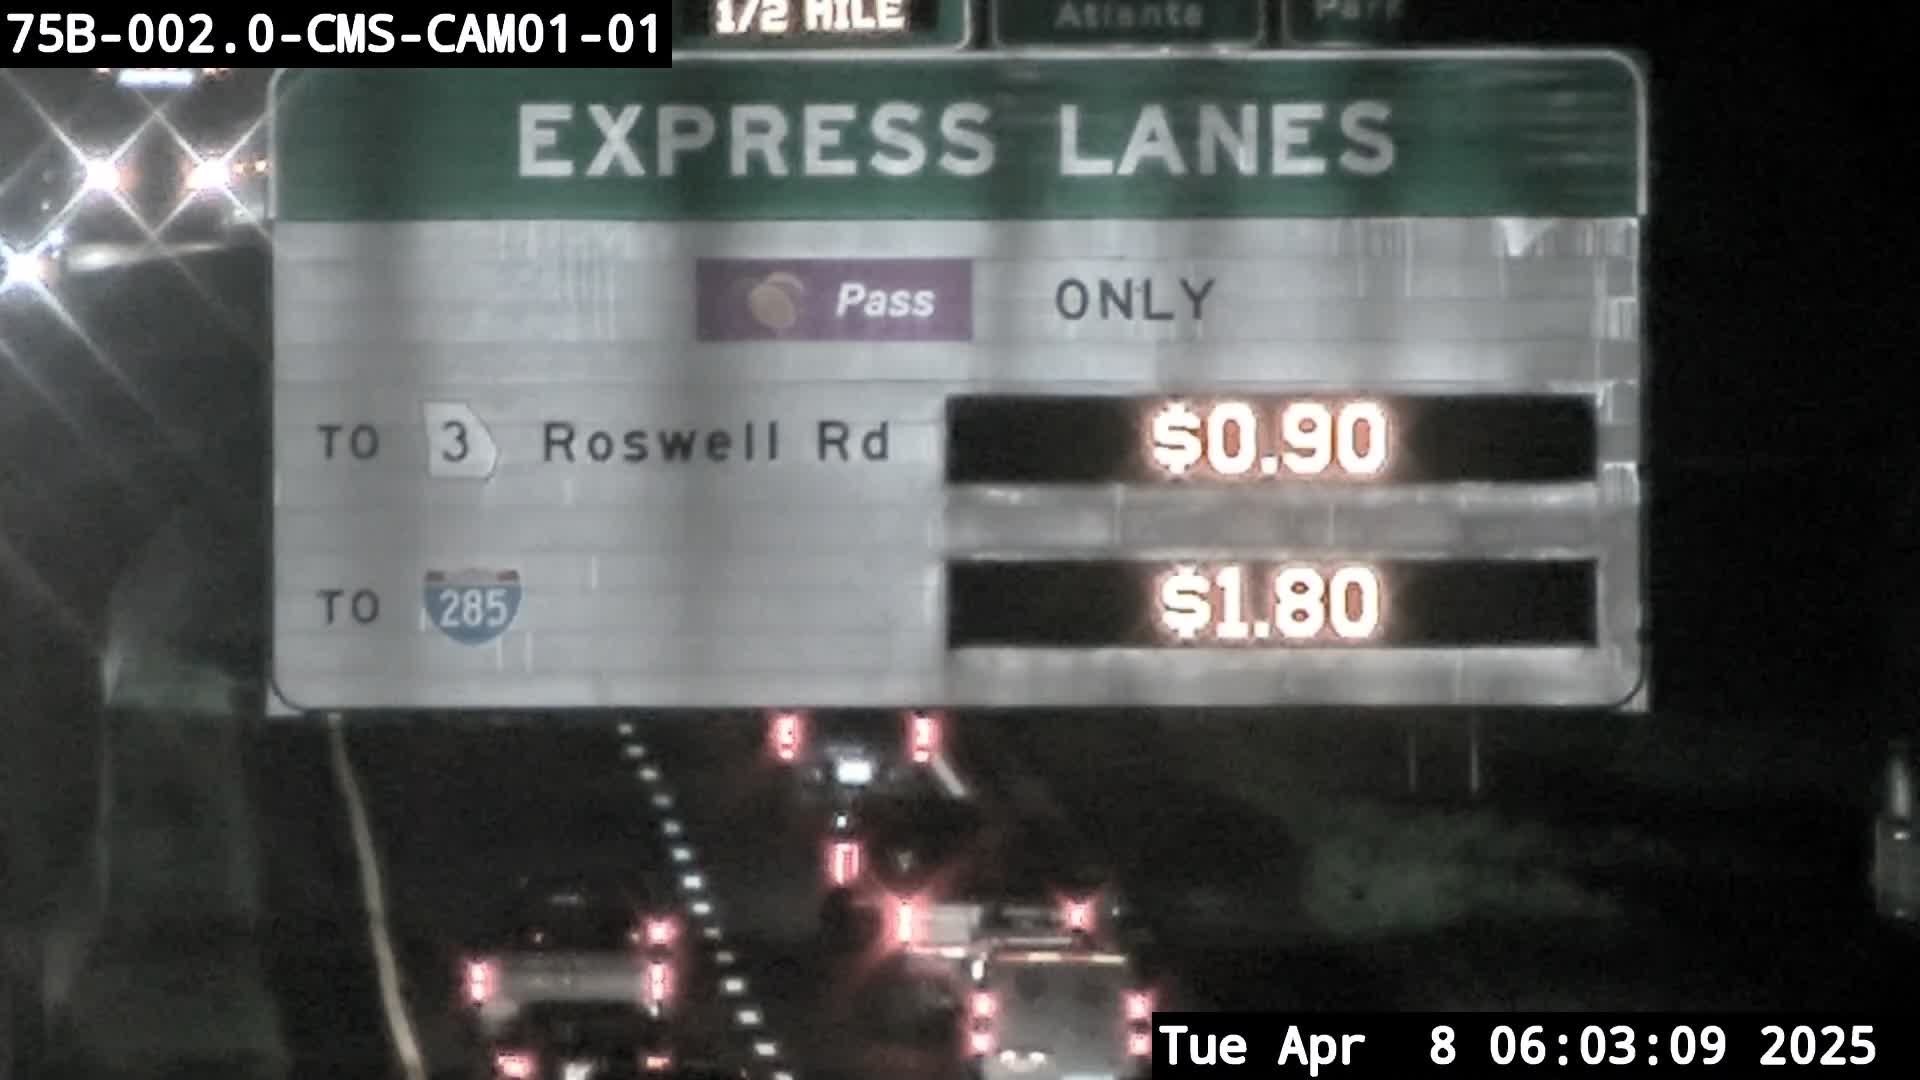 75B-002.0-CMS-CAM01-01
1/2 MILE
Atlanta
Park
EXPRESS LANES
Pass ONLY
TO 3 Roswell Rd $0.90
TO 285 $1.80
Tue Apr 8 06:03:09 2025